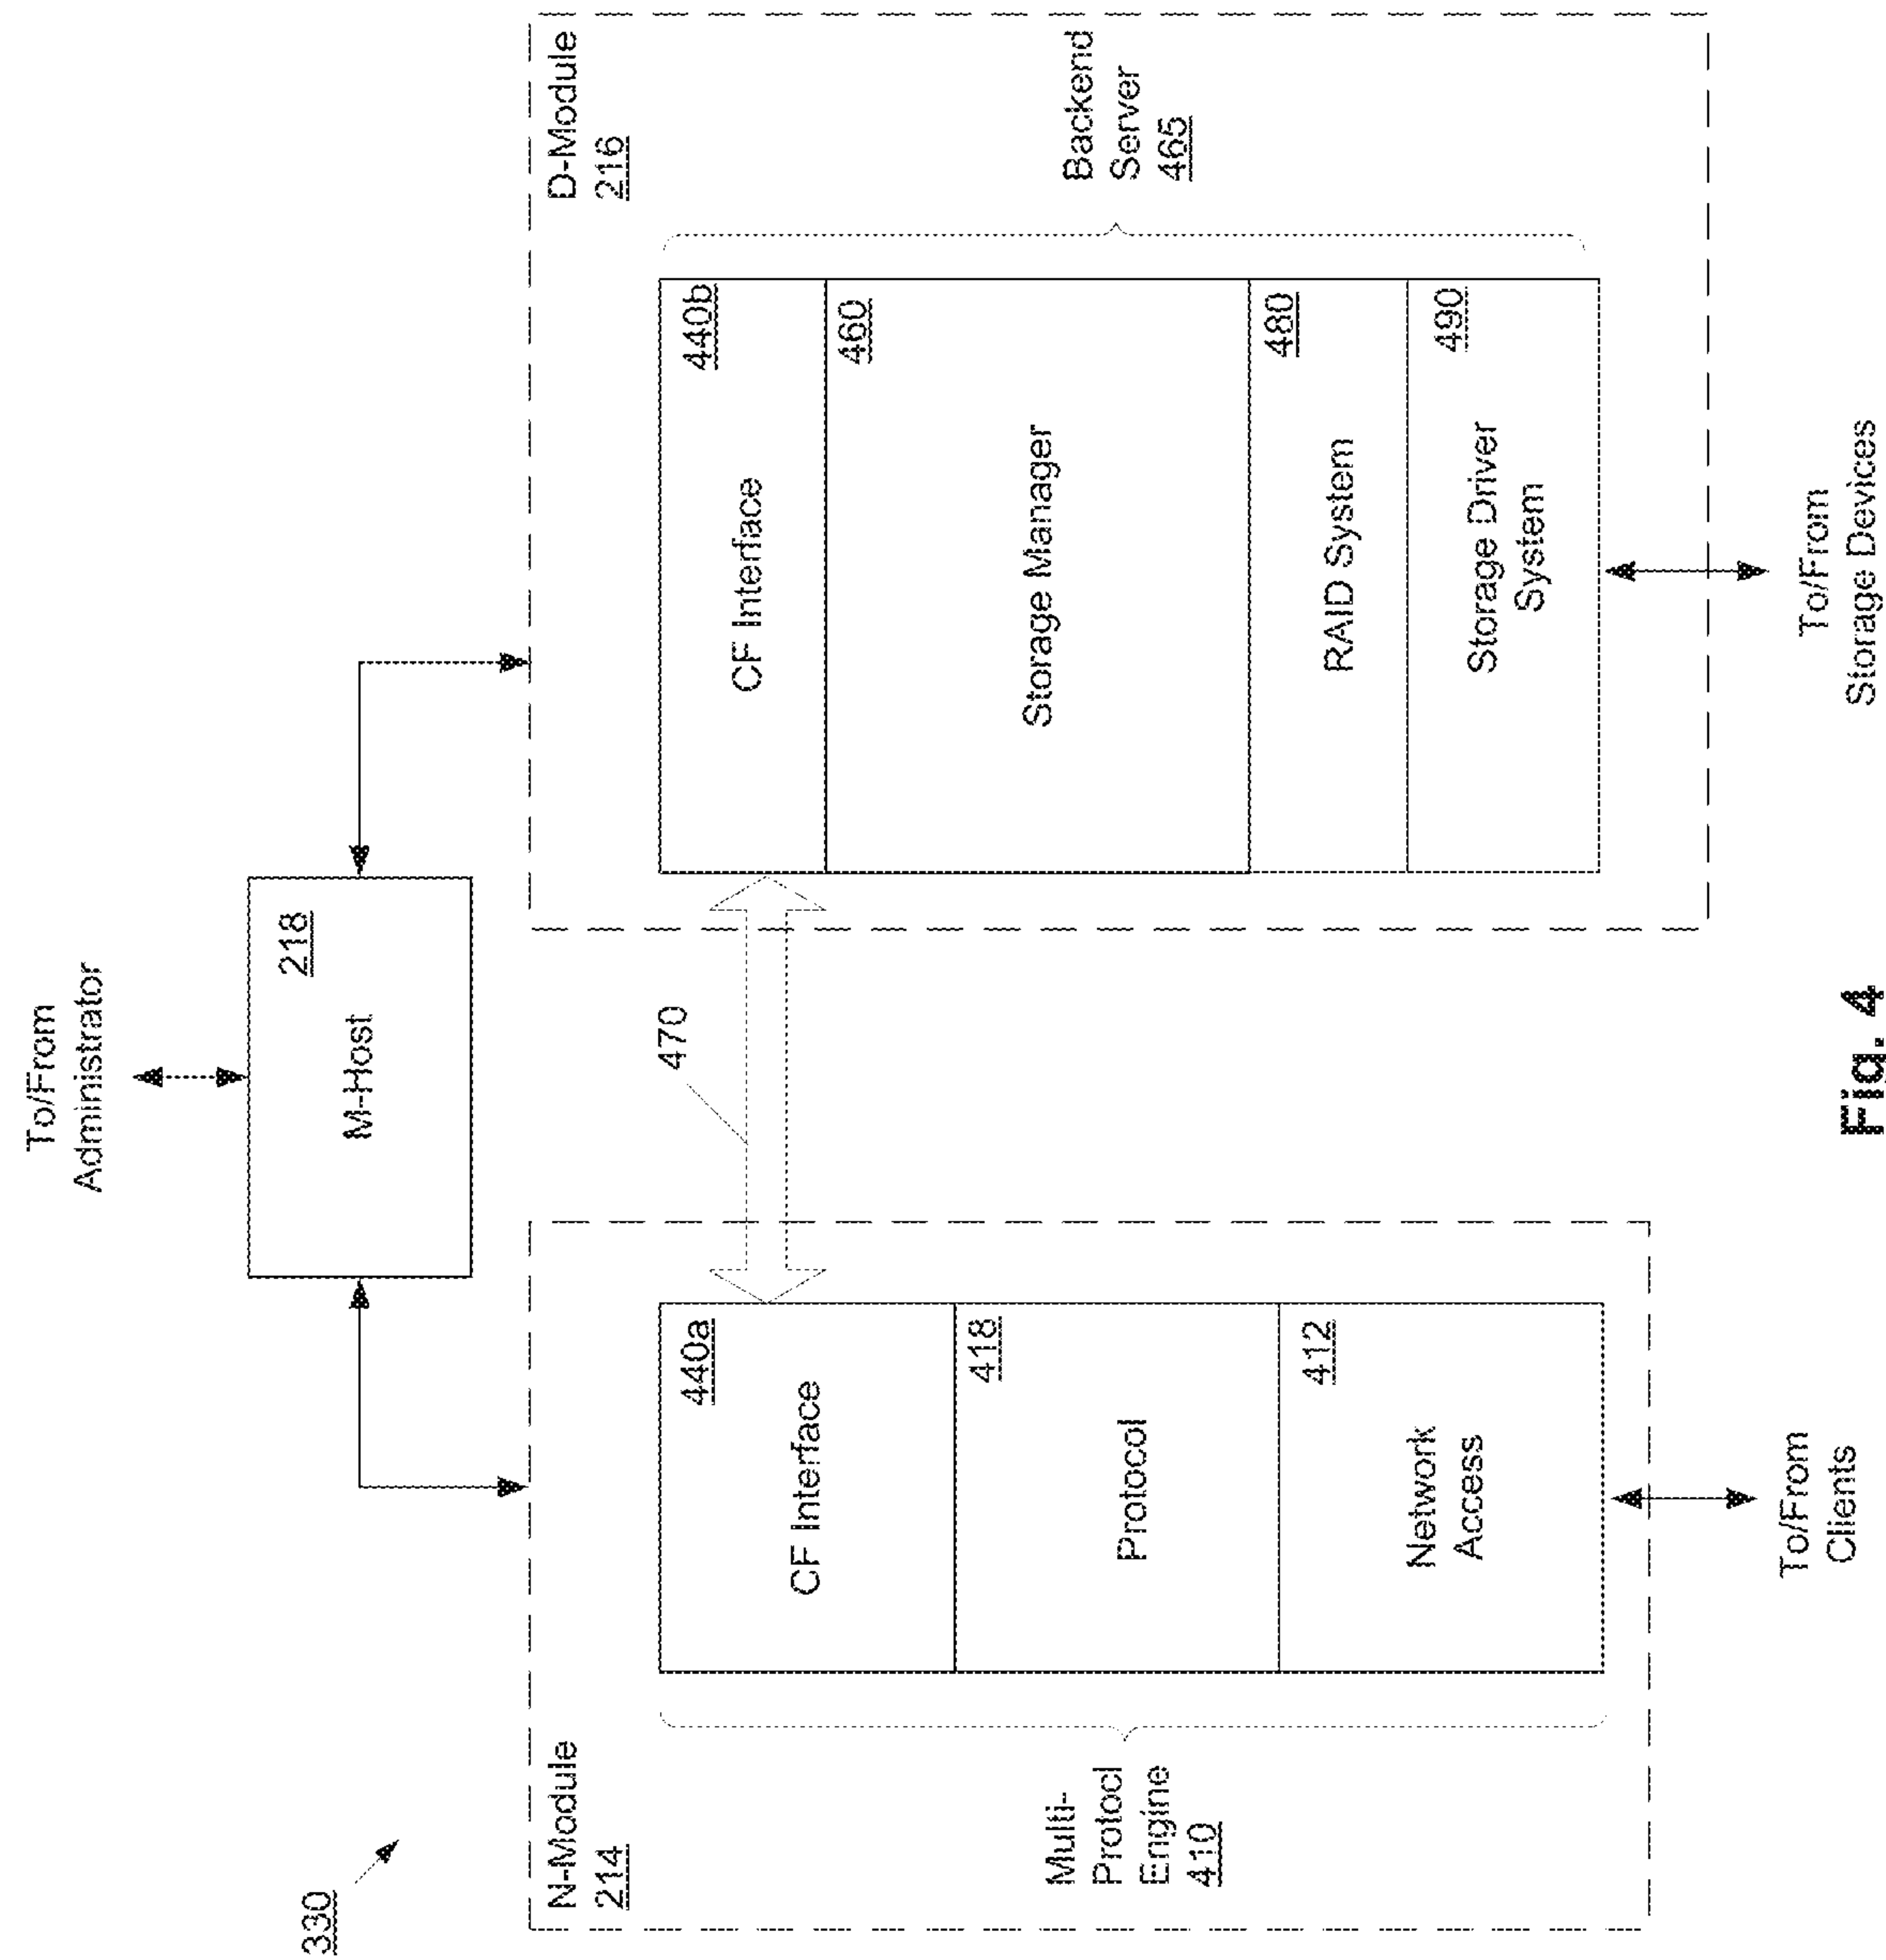 330
To/From
Administrator
M-Host
218
N-Module
214
Multi-
Protocl
Engine
410
CF Interface
440a
Protocol
418
Network
Access
412
To/From
Clients
470
D-Module
216
CF Interface
440b
Storage Manager
460
RAID System
480
Storage Driver
System
490
Backend
Server
465
To/From
Storage Devices
Fig. 4